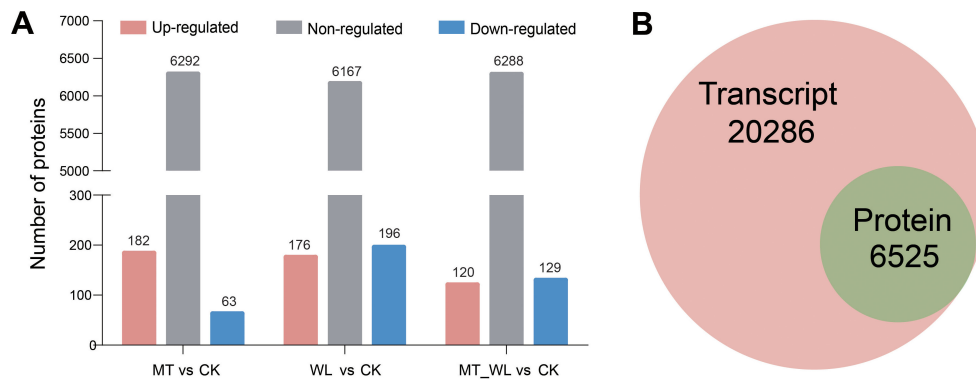 A
Up-regulated Non-regulated Down-regulated
Number of proteins
7000
6500
6000
5500
5000
300
200
100
0
6292
6167
6288
182
63
176
196
120
129
MT vs CK
WL vs CK
MT_WL vs CK
B
Transcript
20286
Protein
6525